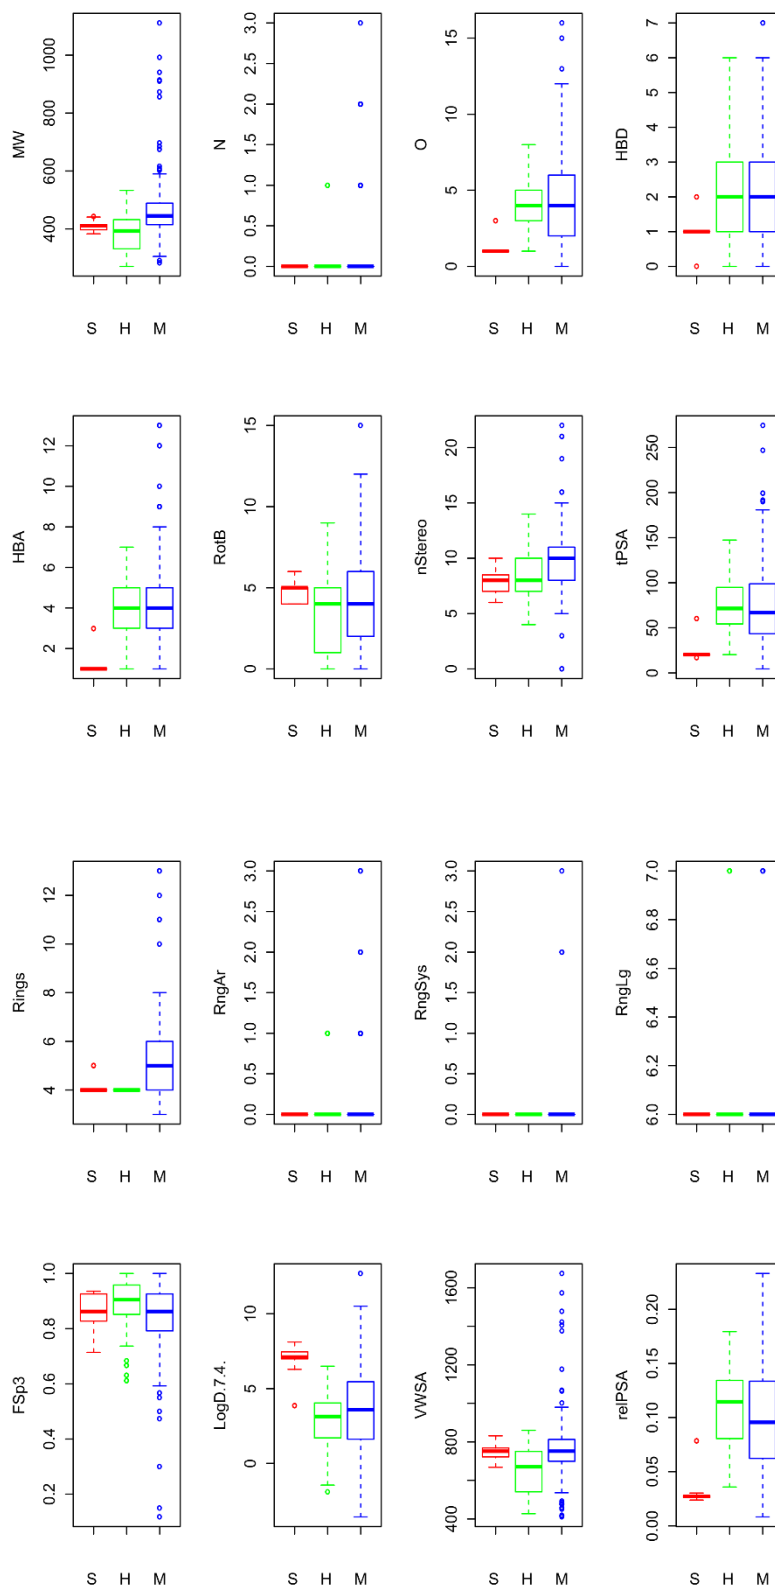 MW
400 600 800 1000
S H M
N
0.0 0.5 1.0 1.5 2.0 2.5 3.0
S H M
O
0 5 10 15
S H M
HBD
0 1 2 3 4 5 6 7
S H M
HBA
2 4 6 8 10 12
S H M
RotB
0 5 10 15
S H M
nStereo
0 5 10 15 20
S H M
tPSA
0 50 100 150 200 250
S H M
Rings
4 6 8 10 12
S H M
RngAr
0.0 0.5 1.0 1.5 2.0 2.5 3.0
S H M
RngSys
0.0 0.5 1.0 1.5 2.0 2.5 3.0
S H M
RngLg
6.0 6.2 6.4 6.6 6.8 7.0
S H M
FSp3
0.2 0.4 0.6 0.8 1.0
S H M
LogD.7.4.
0 5 10
S H M
VWSA
400 800 1200 1600
S H M
relPSA
0.00 0.05 0.10 0.15 0.20
S H M